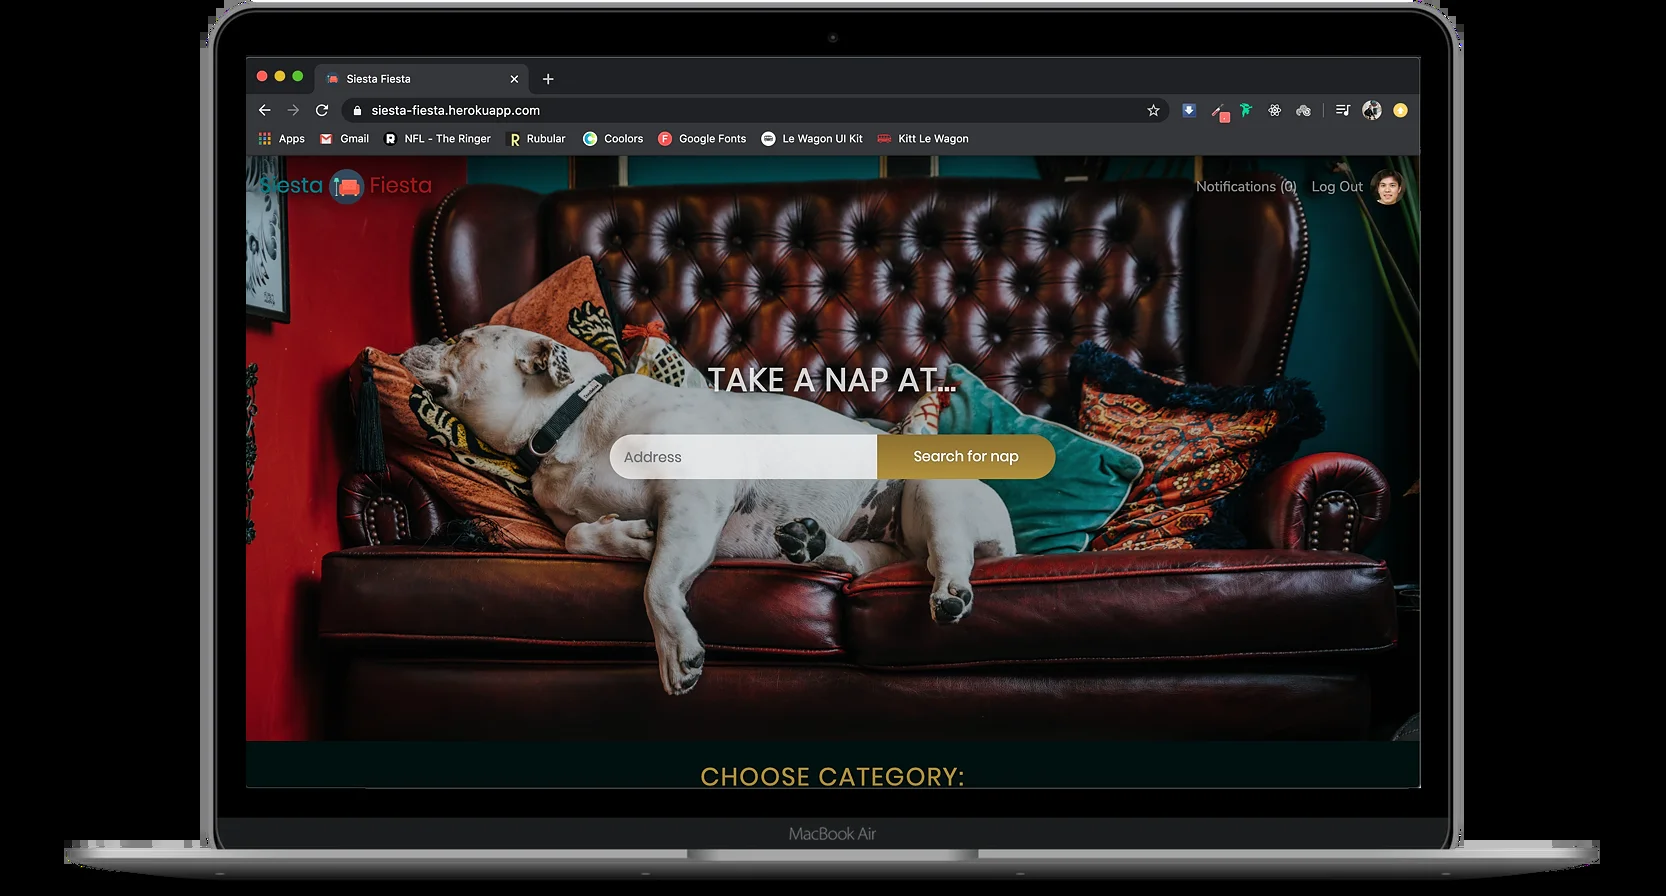 Siesta Fiesta
siesta-fiesta.herokuapp.com
Apps Gmail NFL - The Ringer Rubular Coolors Google Fonts Le Wagon UI Kit Kitt Le Wagon
Siesta Fiesta Notifications (0) Log Out
TAKE A NAP AT...
Address Search for nap
CHOOSE CATEGORY:
MacBook Air